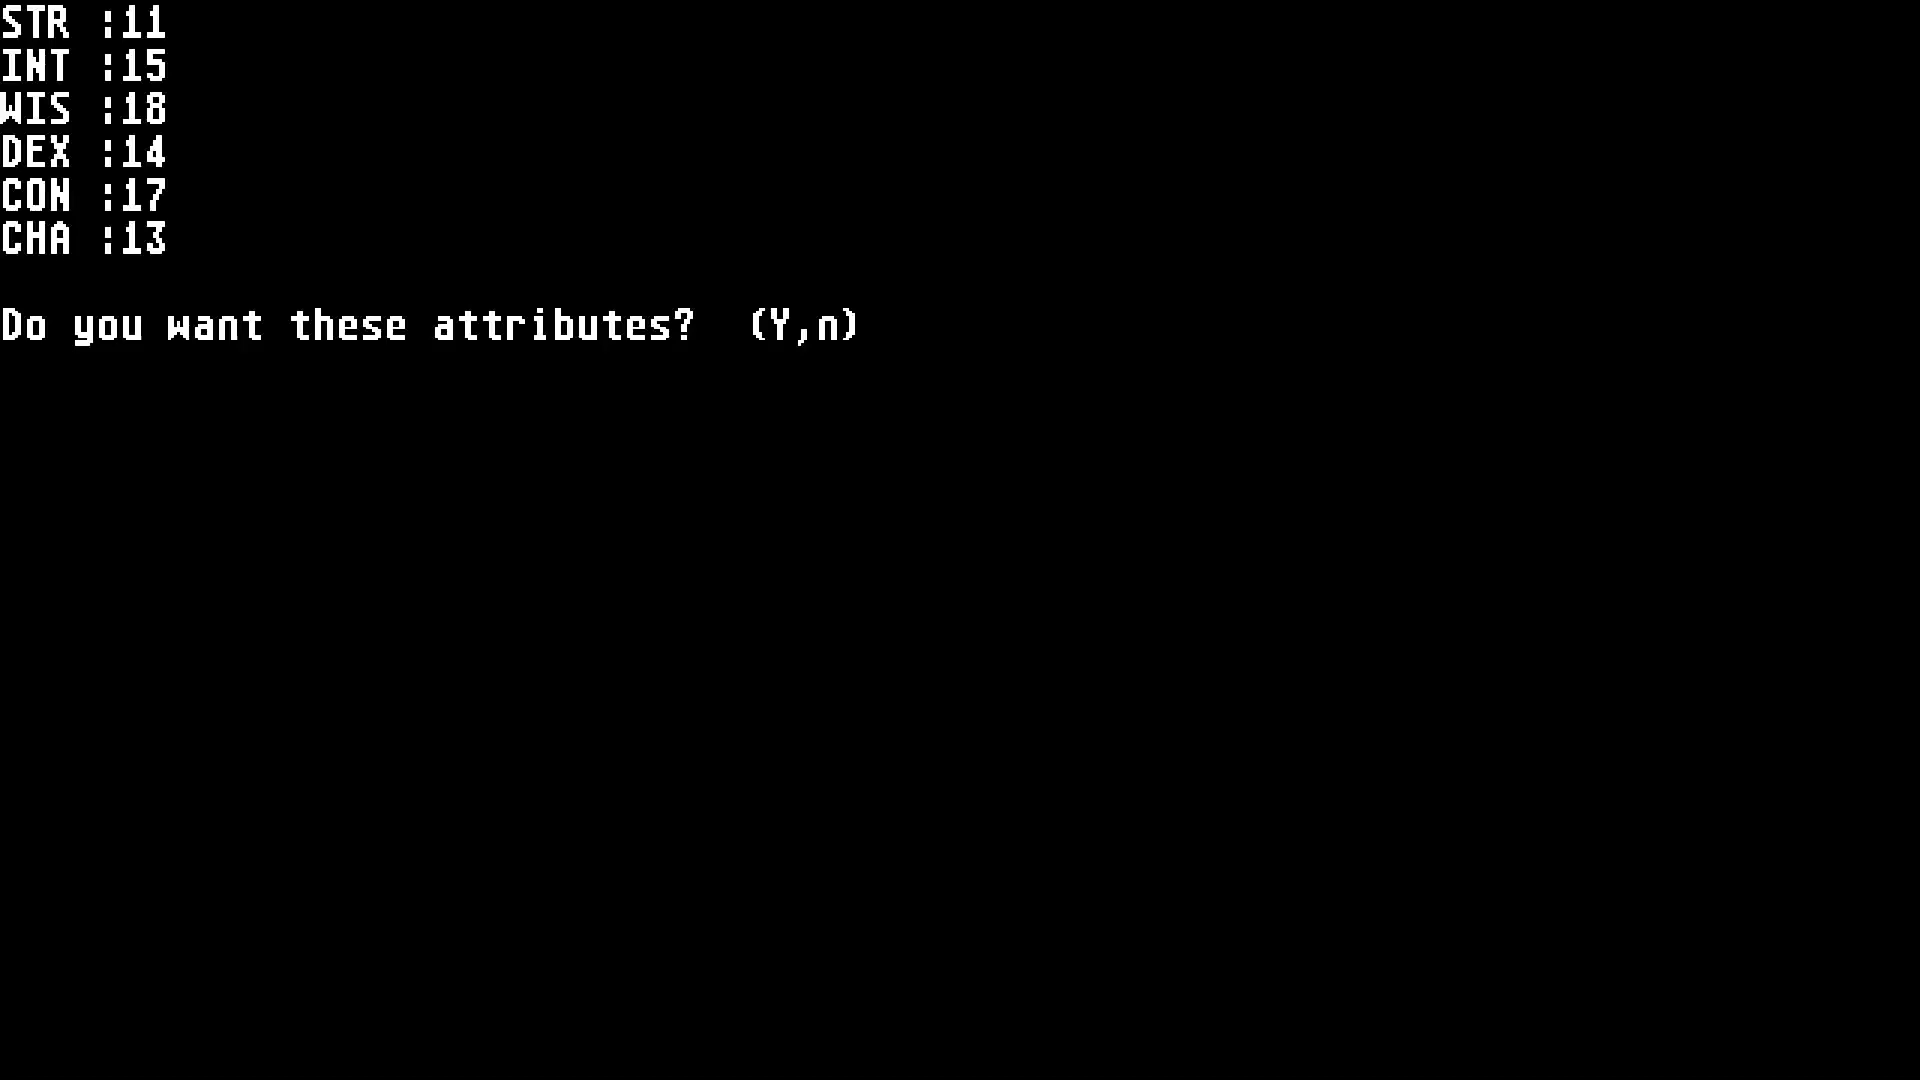 STR :11
INT :15
WIS :18
DEX :14
CON :17
CHA :13
Do you want these attributes?  (Y,n)